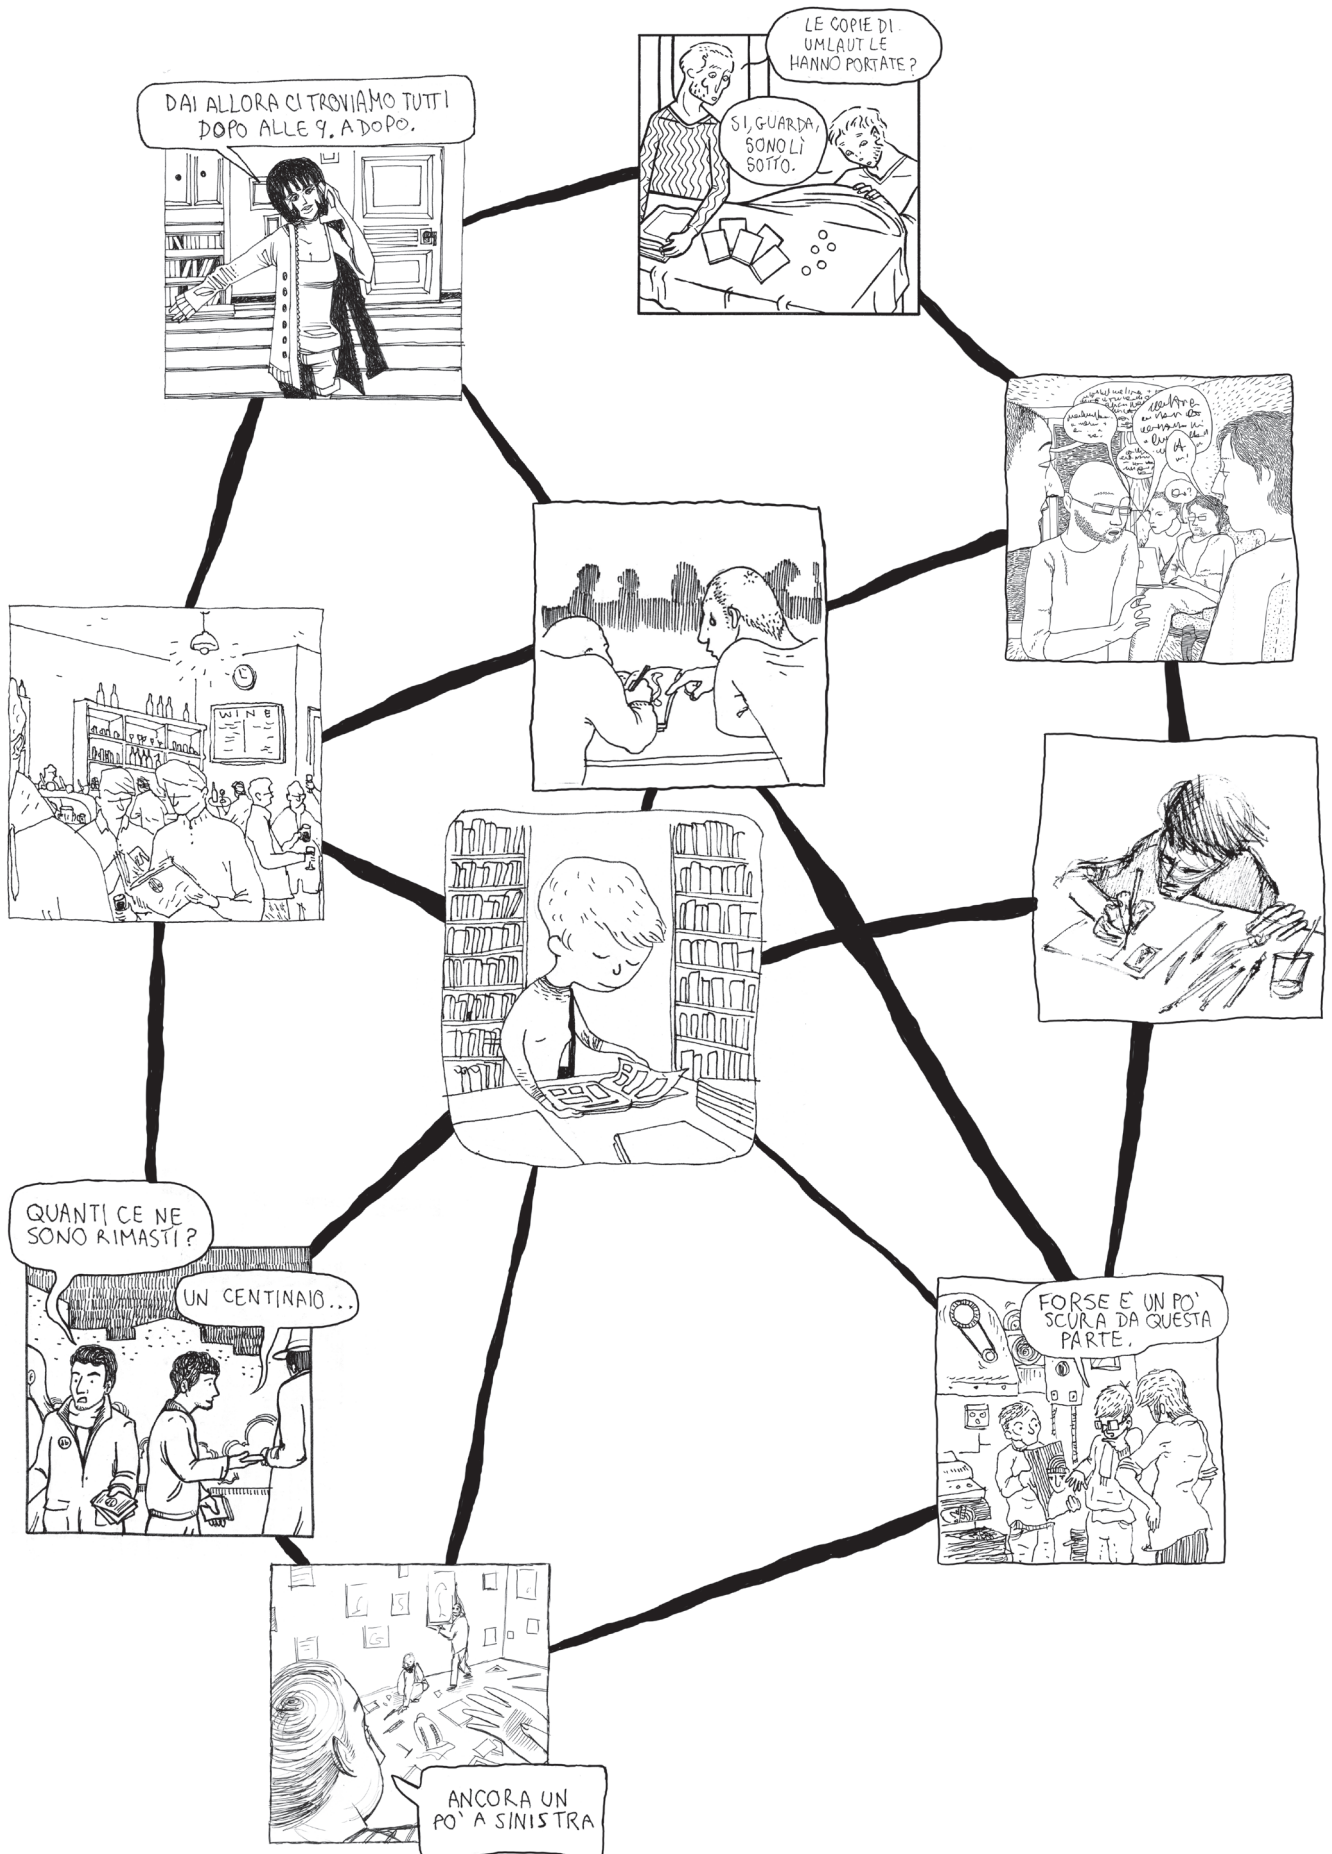 LE COPIE DI
UMLAUT LE
HANNO PORTATE?
SI, GUARDA,
SONO LÌ
SOTTO.
DAI ALLORA CI TROVIAMO TUTTI
DOPO ALLE 9. A DOPO.
WINE
QUANTI CE NE
SONO RIMASTI?
UN CENTINAIO...
FORSE E' UN PO'
SCURA DA QUESTA
PARTE.
ANCORA UN
PO' A SINISTRA